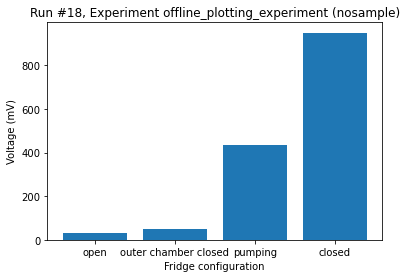 Run #18, Experiment offline_plotting_experiment (nosample)
Voltage (mV)
800
600
400
200
0
open outer chamber closed pumping closed
Fridge configuration